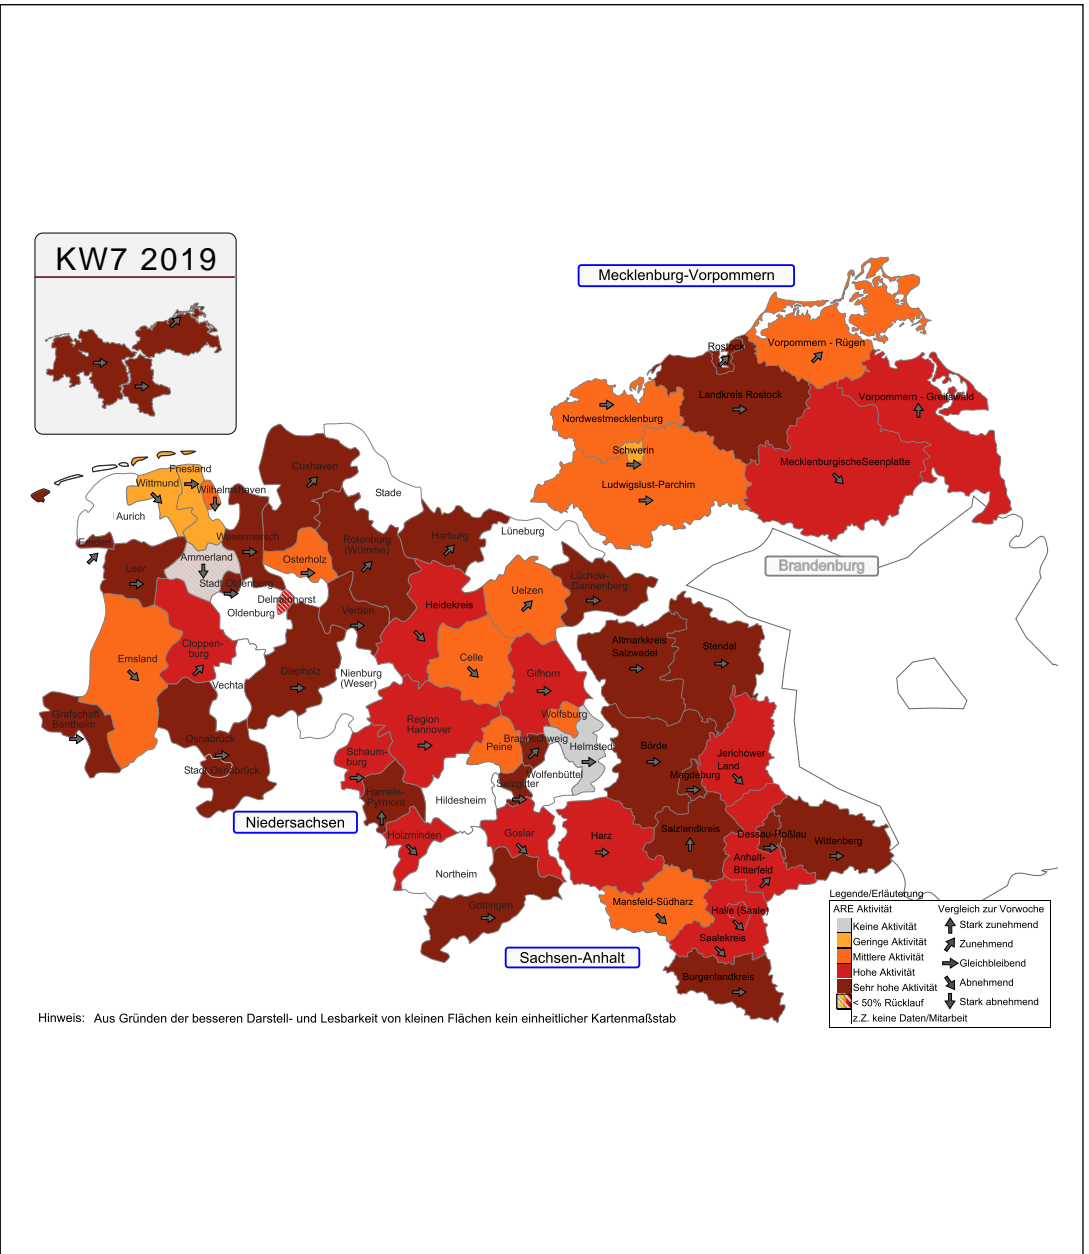 KW7 2019
Mecklenburg-Vorpommern
Rostock
Vorpommern - Rügen
Landkreis Rostock
Vorpommern - Greifswald
Nordwestmecklenburg
Schwerin
MecklenburgischeSeenplatte
Ludwigslust-Parchim
Brandenburg
Friesland
Wittmund
Wilhelmshaven
Cuxhaven
Stade
Aurich
Emden
Wesermarsch
Rotenburg
(Wümme)
Harburg
Lüneburg
Leer
Ammerland
Osterholz
Stadt Oldenburg
Delmenhorst
Oldenburg
Verden
Heidekreis
Uelzen
Lüchow-
Dannenberg
Cloppen-
burg
Emsland
Vechta
Diepholz
Nienburg
(Weser)
Celle
Gifhorn
Altmarkkreis
Salzwedel
Stendal
Grafschaft
Bentheim
Osnabrück
Stadt Osnabrück
Region
Hannover
Wolfsburg
Peine
Braunschweig
Helmsted
Schaum-
burg
Wolfenbüttel
Salzgitter
Hameln-
Pyrmont
Hildesheim
Börde
Jerichower
Land
Magdeburg
Niedersachsen
Holzminden
Goslar
Harz
Salzlandkreis
Dessau-Roßlau
Wittenberg
Northeim
Anhalt-
Bitterfeld
Göttingen
Mansfeld-Südharz
Halle (Saale)
Saalekreis
Sachsen-Anhalt
Burgenlandkreis
Legende/Erläuterung
ARE Aktivität
Keine Aktivität
Geringe Aktivität
Mittlere Aktivität
Hohe Aktivität
Sehr hohe Aktivität
< 50% Rücklauf
z.Z. keine Daten/Mitarbeit
Vergleich zur Vorwoche
Stark zunehmend
Zunehmend
Gleichbleibend
Abnehmend
Stark abnehmend
Hinweis: Aus Gründen der besseren Darstell- und Lesbarkeit von kleinen Flächen kein einheitlicher Kartenmaßstab